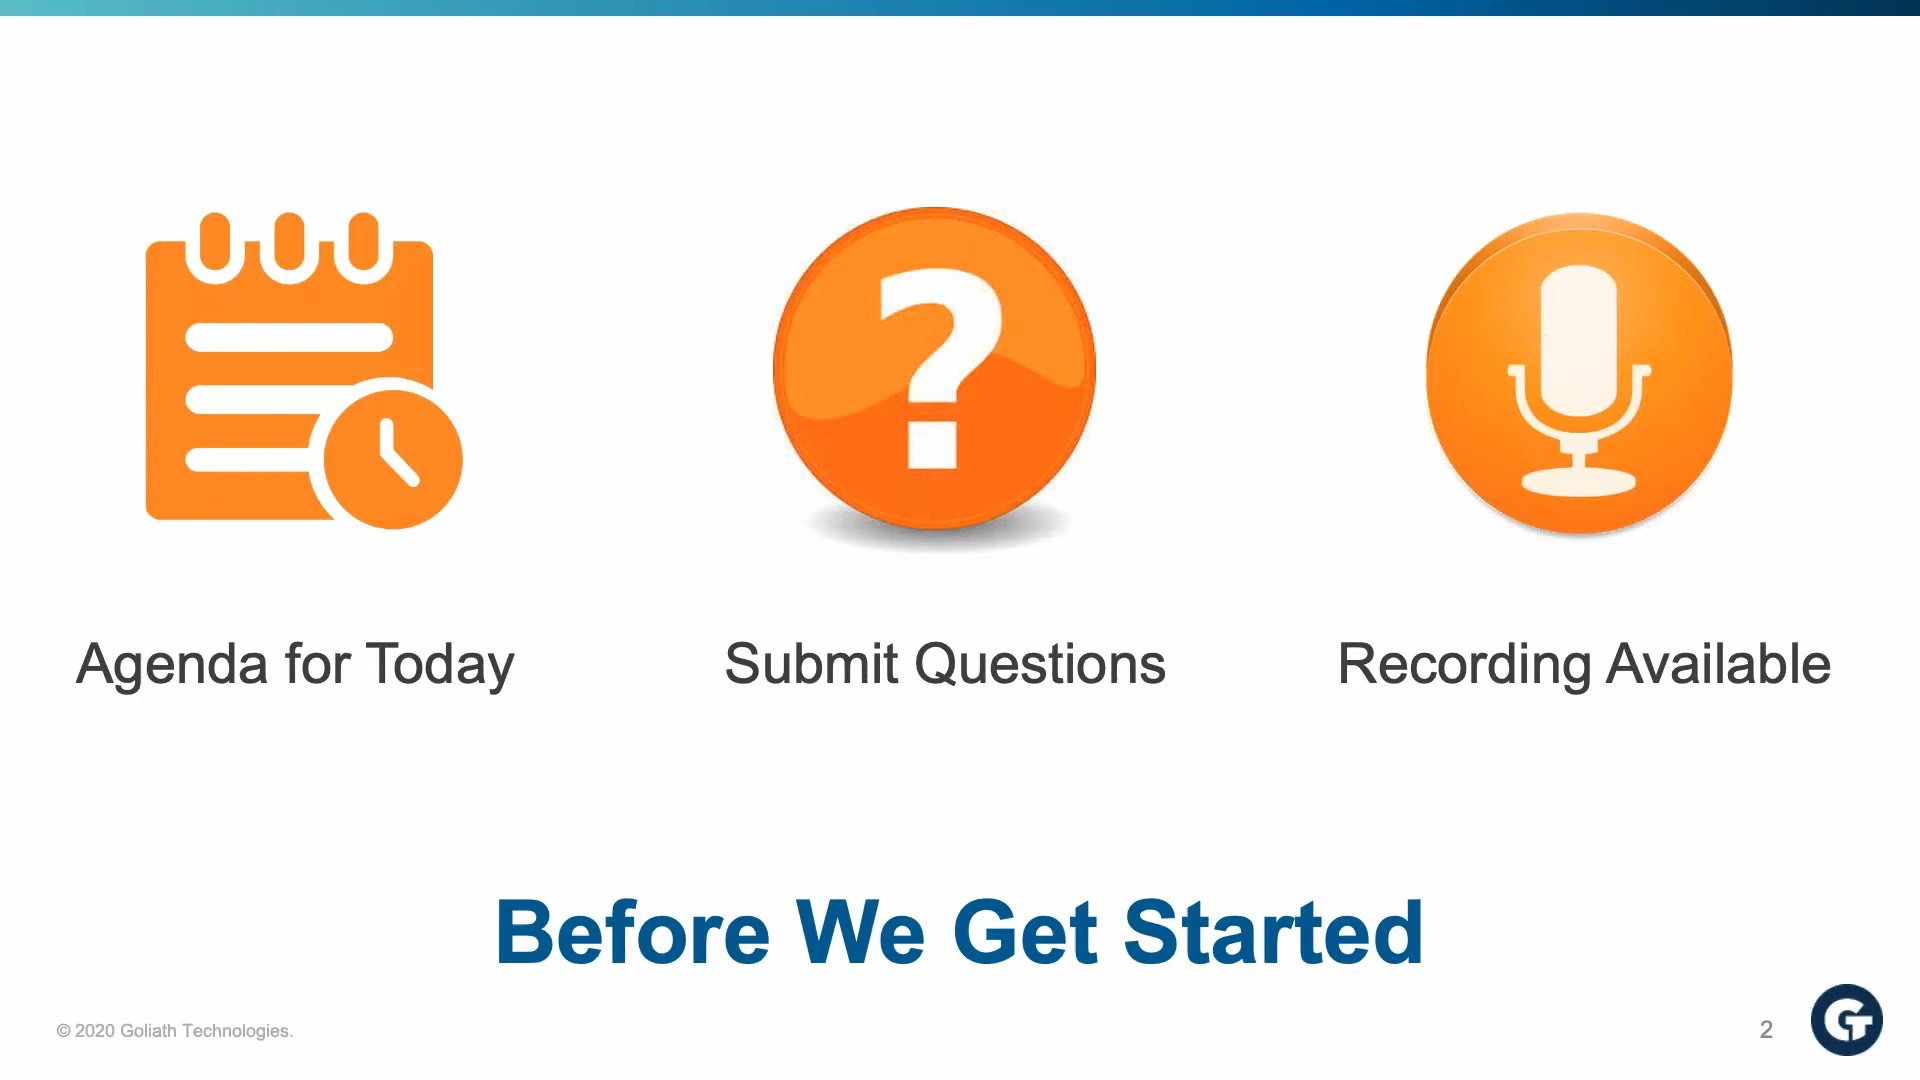 Agenda for Today
Submit Questions
Recording Available
Before We Get Started
© 2020 Goliath Technologies.
2